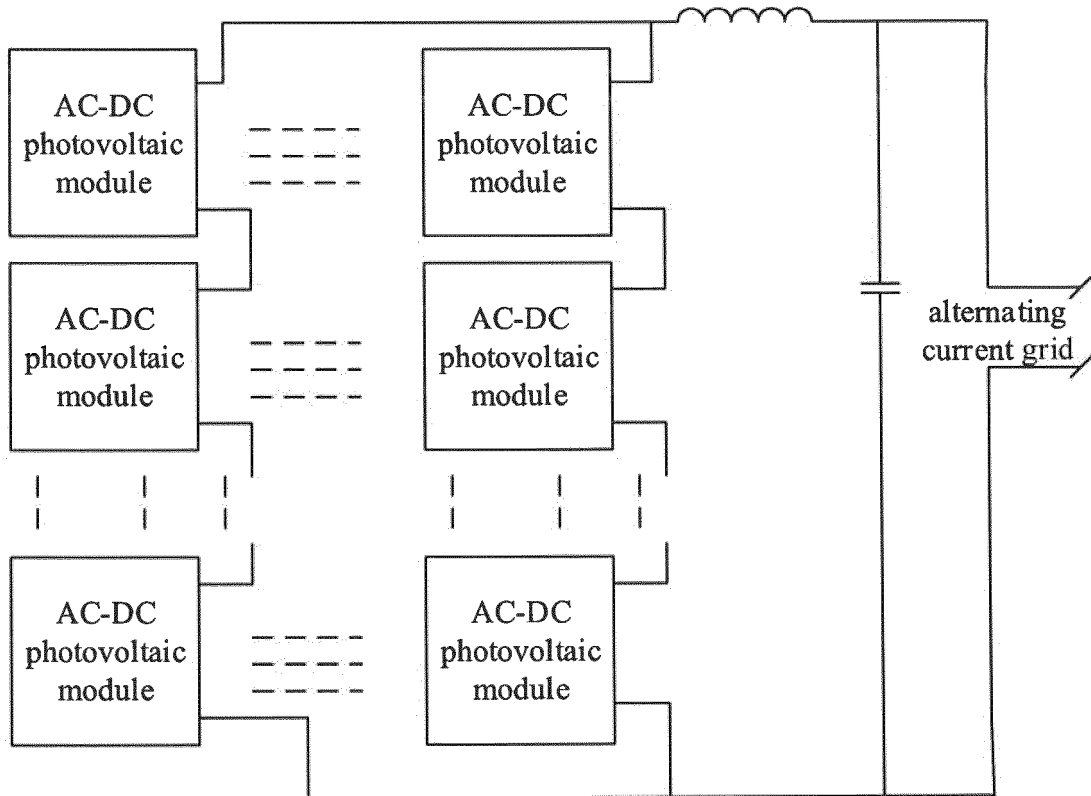 AC-DC
photovoltaic
module
AC-DC
photovoltaic
module
AC-DC
photovoltaic
module
AC-DC
photovoltaic
module
alternating
current grid
AC-DC
photovoltaic
module
AC-DC
photovoltaic
module